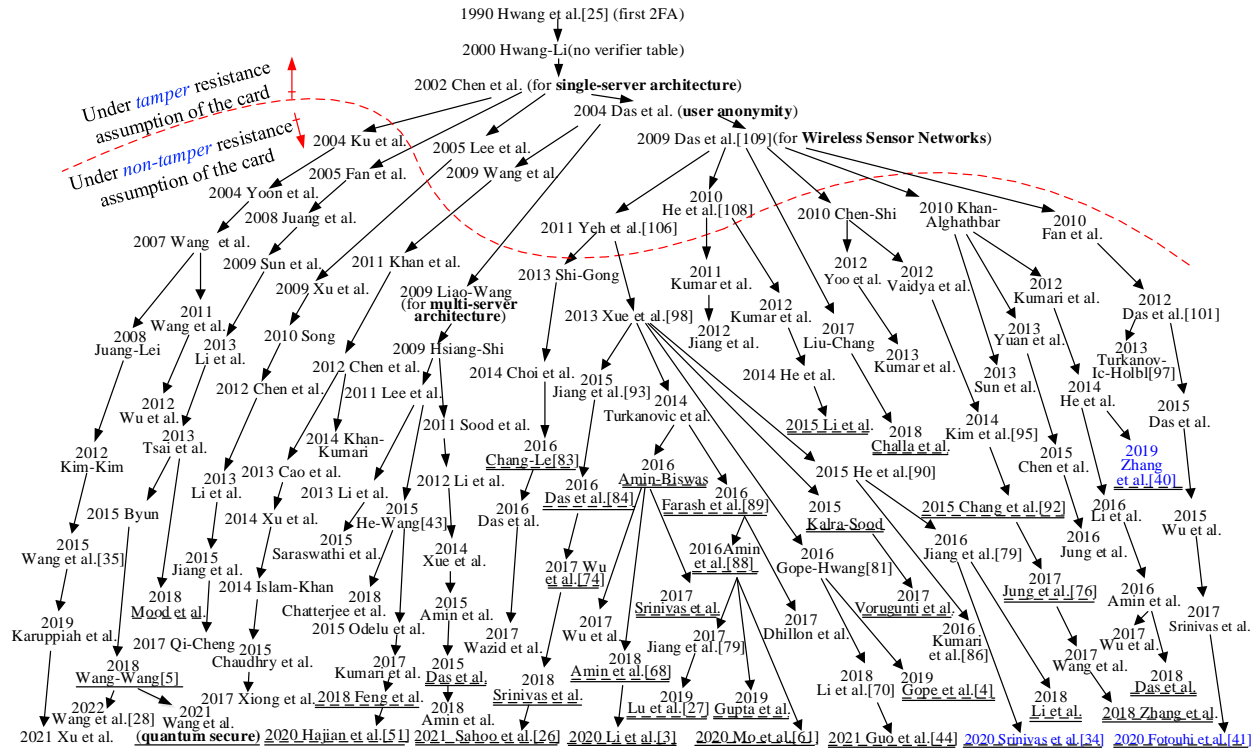 1990 Hwang et al.[25] (first 2FA)
2000 Hwang-Li(no verifier table)
2002 Chen et al. (for single-server architecture)
Under tamper resistance
assumption of the card
Under non-tamper resistance
assumption of the card
2004 Das et al. (user anonymity)
2004 Ku et al.
2005 Lee et al.
2009 Das et al.[109](for Wireless Sensor Networks)
2005 Fan et al.
2009 Wang et al.
2004 Yoon et al.
2008 Juang et al.
2010
He et al.[108]
2010 Chen-Shi
2010 Khan-
Alghathbar
2010
Fan et al.
2011 Yeh et al.[106]
2007 Wang et al.
2009 Sun et al.
2011 Khan et al.
2013 Shi-Gong
2011
Kumar et al.
2012
Yoo et al.
2012
Vaidya et al.
2012
Kumari et al.
2012
Das et al.[101]
2009 Xu et al.
2009 Liao-Wang
(for multi-server
architecture)
2008
Juang-Lei
2011
Wang et al.
2013
Li et al.
2010 Song
2009 Hsiang-Shi
2013 Xue et al.[98]
2012
Jiang et al.
2012
Kumar et al.
2017
Liu-Chang
2013
Kumar et al.
2013
Yuan et al.
2013
Turkanov-
Ic-Holbl[97]
2012 Chen et al.
2012 Chen et al.
2011 Lee et al.
2014 Choi et al.
2015
Jiang et al.[93]
2014
Turkanovic et al.
2014 He et al.
2013
Sun et al.
2014
He et al.
2015
Das et al.
2012
Wu et al.
2013
Tsai et al.
2014 Khan-
Kumari
2011 Sood et al.
2015 Li et al.
2018
Challa et al.
2014
Kim et al.[95]
2012
Kim-Kim
2013
Li et al.
2013 Cao et al.
2013 Li et al.
2012 Li et al.
2016
Chang-Le[83]
2016
Das et al.[84]
2016
Amin-Biswas
2016
Farash et al.[89]
2015
Kalra-Sood
2015 He et al.[90]
2015
Chen et al.
2019
Zhang
et al.[40]
2015 Byun
2014 Xu et al.
2015
Saraswathi et al.
2015
He-Wang[43]
2016
Das et al.
2015 Chang et al.[92]
2016
Li et al.
2015
Wu et al.
2015
Wang et al.[35]
2015
Jiang et al.
2014 Islam-Khan
2014
Xue et al.
2017 Wu
et al.[74]
2016Amin
et al.[88]
2016
Gope-Hwang[81]
2016
Jiang et al.[79]
2016
Jung et al.
2018
Mood et al.
2018
Chatterjee et al.
2015
Amin et al.
2017
Srinivas et al.
2017
Vorugunti et al.
2017
Jung et al.[76]
2016
Amin et al.
2019
Karuppiah et al.
2017 Qi-Cheng
2015
Chaudhry et al.
2015 Odelu et al.
2017
Wazid et al.
2017
Wu et al.
2017
Jiang et al.[79]
2017
Dhillon et al.
2016
Kumari
et al.[86]
2017
Wang et al.
2017
Wu et al.
2017
Srinivas et al.
2018
Wang-Wang[5]
2017 Xiong et al.
2017
Kumari et al.
2015
Das et al.
2018
Srinivas et al.
2018
Amin et al.[68]
2019
Lu et al.[27]
2019
Gupta et al.
2018
Li et al.[70]
2019
Gope et al.[4]
2018
Li et al.
2018
Das et al.
2018 Feng et al.
2018
Amin et al.
2018 Zhang et al.
2022
Wang et al.[28]
2021
Wang et al.
(quantum secure)
2021 Xu et al.
2020 Hajian et al.[51]
2021 Sahoo et al.[26]
2020 Li et al.[3]
2020 Mo et al.[61]
2021 Guo et al.[44]
2020 Srinivas et al.[34]
2020 Fotouhi et al.[41]